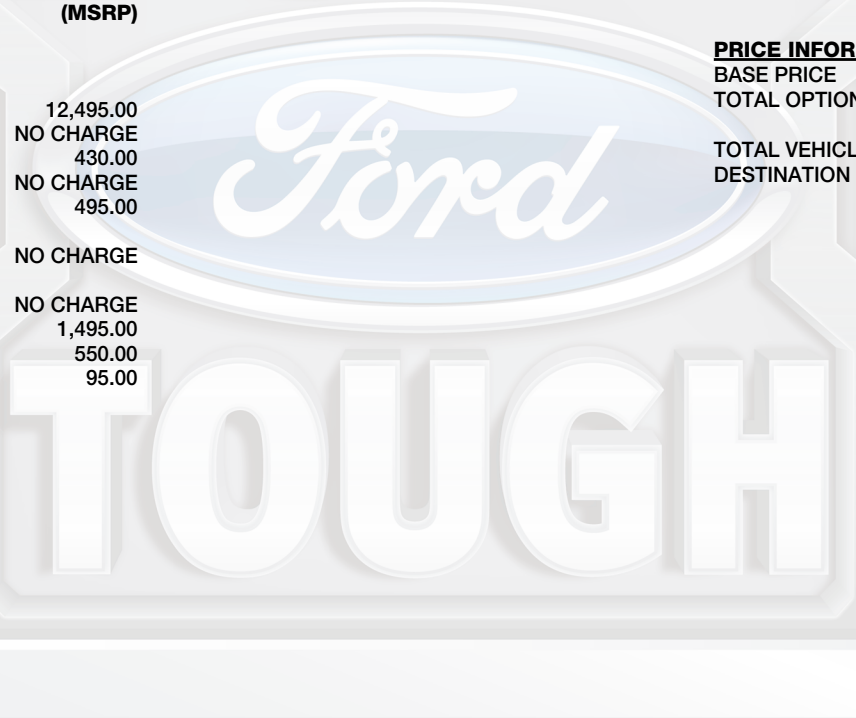 (MSRP)
12,495.00
NO CHARGE
430.00
NO CHARGE
495.00
NO CHARGE
NO CHARGE
1,495.00
550.00
95.00
PRICE INFOR
BASE PRICE
TOTAL OPTION
TOTAL VEHICL
DESTINATION
Ford
TOUGH